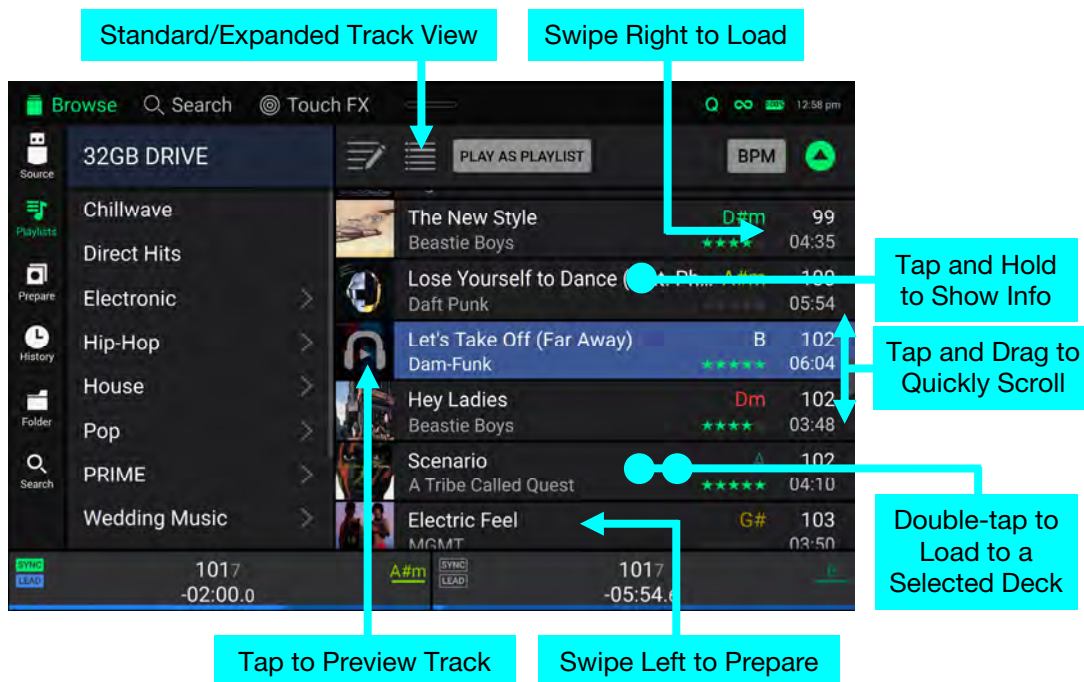 Standard/Expanded Track View
Swipe Right to Load
Browse
Search
Touch FX
Q
12:58 pm
Source
32GB DRIVE
PLAY AS PLAYLIST
BPM
Playlists
Prepare
History
Folder
Search
Chillwave
Direct Hits
Electronic
Hip-Hop
House
Pop
PRIME
Wedding Music
The New Style D#m 99
Beastie Boys 04:35
Lose Yourself to Dance ( Ph... A#m
Daft Punk 05:54
Let's Take Off (Far Away) B 102
Dam-Funk 06:04
Hey Ladies Dm 102
Beastie Boys 03:48
Scenario A 102
A Tribe Called Quest 04:10
Electric Feel G# 103
MGMT 03:50
Tap and Hold
to Show Info
Tap and Drag to
Quickly Scroll
Double-tap to
Load to a
Selected Deck
SYNC
LEAD
1017
-02:00.0
A#m
SYNC
LEAD
1017
-05:54.
Tap to Preview Track
Swipe Left to Prepare